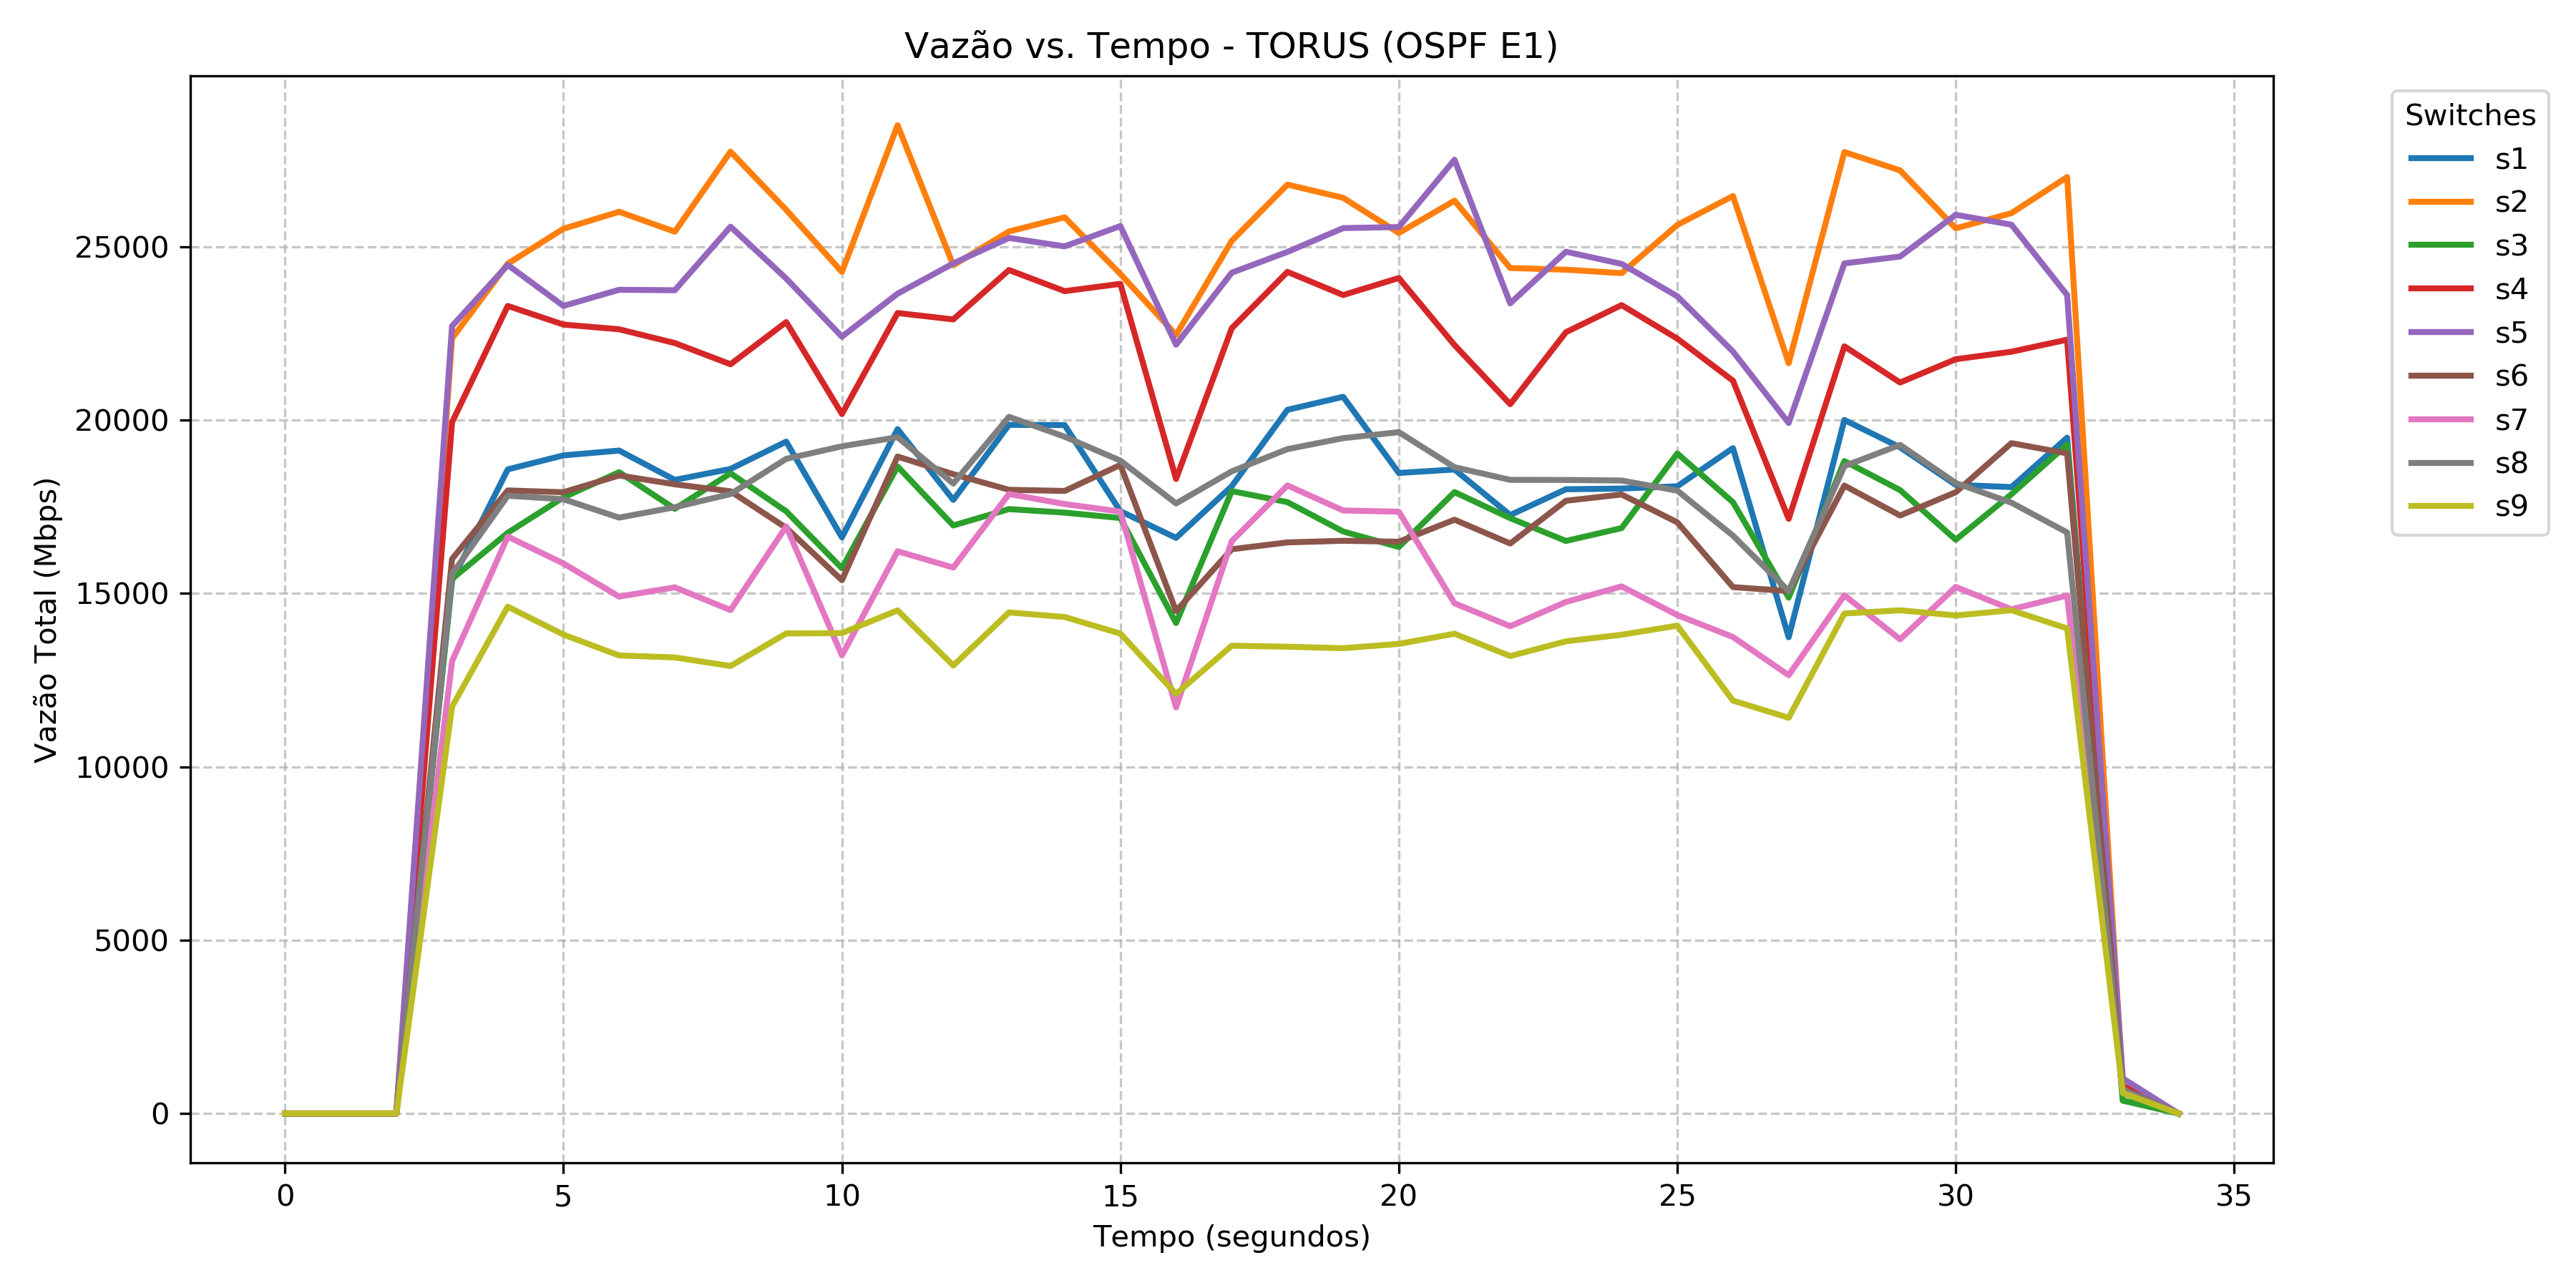 Vazão vs. Tempo - TORUS (OSPF E1)
Switches
s1
s2
s3
s4
s5
s6
s7
s8
s9
Vazão Total (Mbps)
25000
20000
15000
10000
5000
0
0 5 10 15 20 25 30 35
Tempo (segundos)